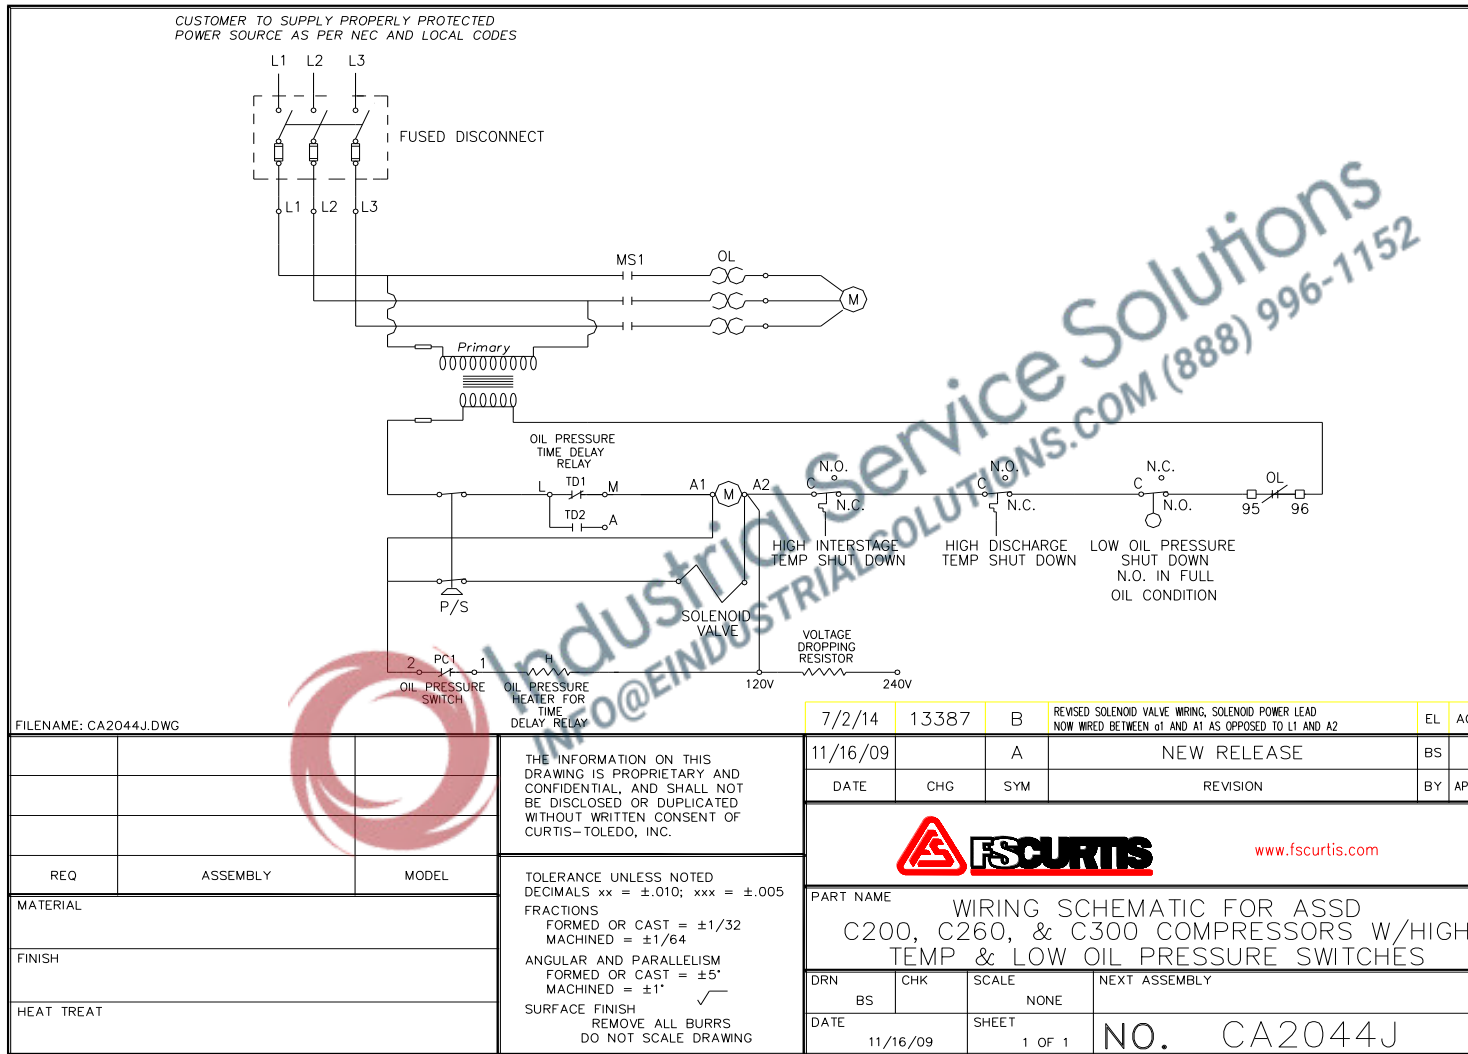 CUSTOMER TO SUPPLY PROPERLY PROTECTED
POWER SOURCE AS PER NEC AND LOCAL CODES
L1 L2 L3
FUSED DISCONNECT
L1 L2 L3
MS1 OL
M
Primary
OIL PRESSURE
TIME DELAY
RELAY
L TD1 M
TD2 A
A1 M A2
N.O.
C
N.C.
HIGH INTERSTAGE
TEMP SHUT DOWN
N.O.
C
N.C.
HIGH DISCHARGE
TEMP SHUT DOWN
N.C.
C
N.O.
LOW OIL PRESSURE
SHUT DOWN
N.O. IN FULL
OIL CONDITION
OL
95 96
P/S
SOLENOID
VALVE
2 PC1 1
OIL PRESSURE
SWITCH
H
OIL PRESSURE
HEATER FOR
TIME
DELAY RELAY
VOLTAGE
DROPPING
RESISTOR
120V 240V
Industrial Service Solutions
INFO@EINDUSTRIALSOLUTIONS.COM (888) 996-1152
FILENAME: CA2044J.DWG
7/2/14 13387 B REVISED SOLENOID VALVE WIRING, SOLENOID POWER LEAD
NOW WIRED BETWEEN a1 AND A1 AS OPPOSED TO L1 AND A2 EL
11/16/09 A NEW RELEASE BS
DATE CHG SYM REVISION BY AP
THE INFORMATION ON THIS
DRAWING IS PROPRIETARY AND
CONFIDENTIAL, AND SHALL NOT
BE DISCLOSED OR DUPLICATED
WITHOUT WRITTEN CONSENT OF
CURTIS-TOLEDO, INC.
REQ ASSEMBLY MODEL
MATERIAL
FINISH
HEAT TREAT
TOLERANCE UNLESS NOTED
DECIMALS xx = ±.010; xxx = ±.005
FRACTIONS
FORMED OR CAST = ±1/32
MACHINED = ±1/64
ANGULAR AND PARALLELISM
FORMED OR CAST = ±5°
MACHINED = ±1°
SURFACE FINISH
REMOVE ALL BURRS
DO NOT SCALE DRAWING
FS FSCURTIS
www.fscurtis.com
PART NAME
WIRING SCHEMATIC FOR ASSD
C200, C260, & C300 COMPRESSORS W/HIGH
TEMP & LOW OIL PRESSURE SWITCHES
DRN BS
CHK
SCALE NONE
NEXT ASSEMBLY
DATE 11/16/09
SHEET 1 OF 1
NO. CA2044J